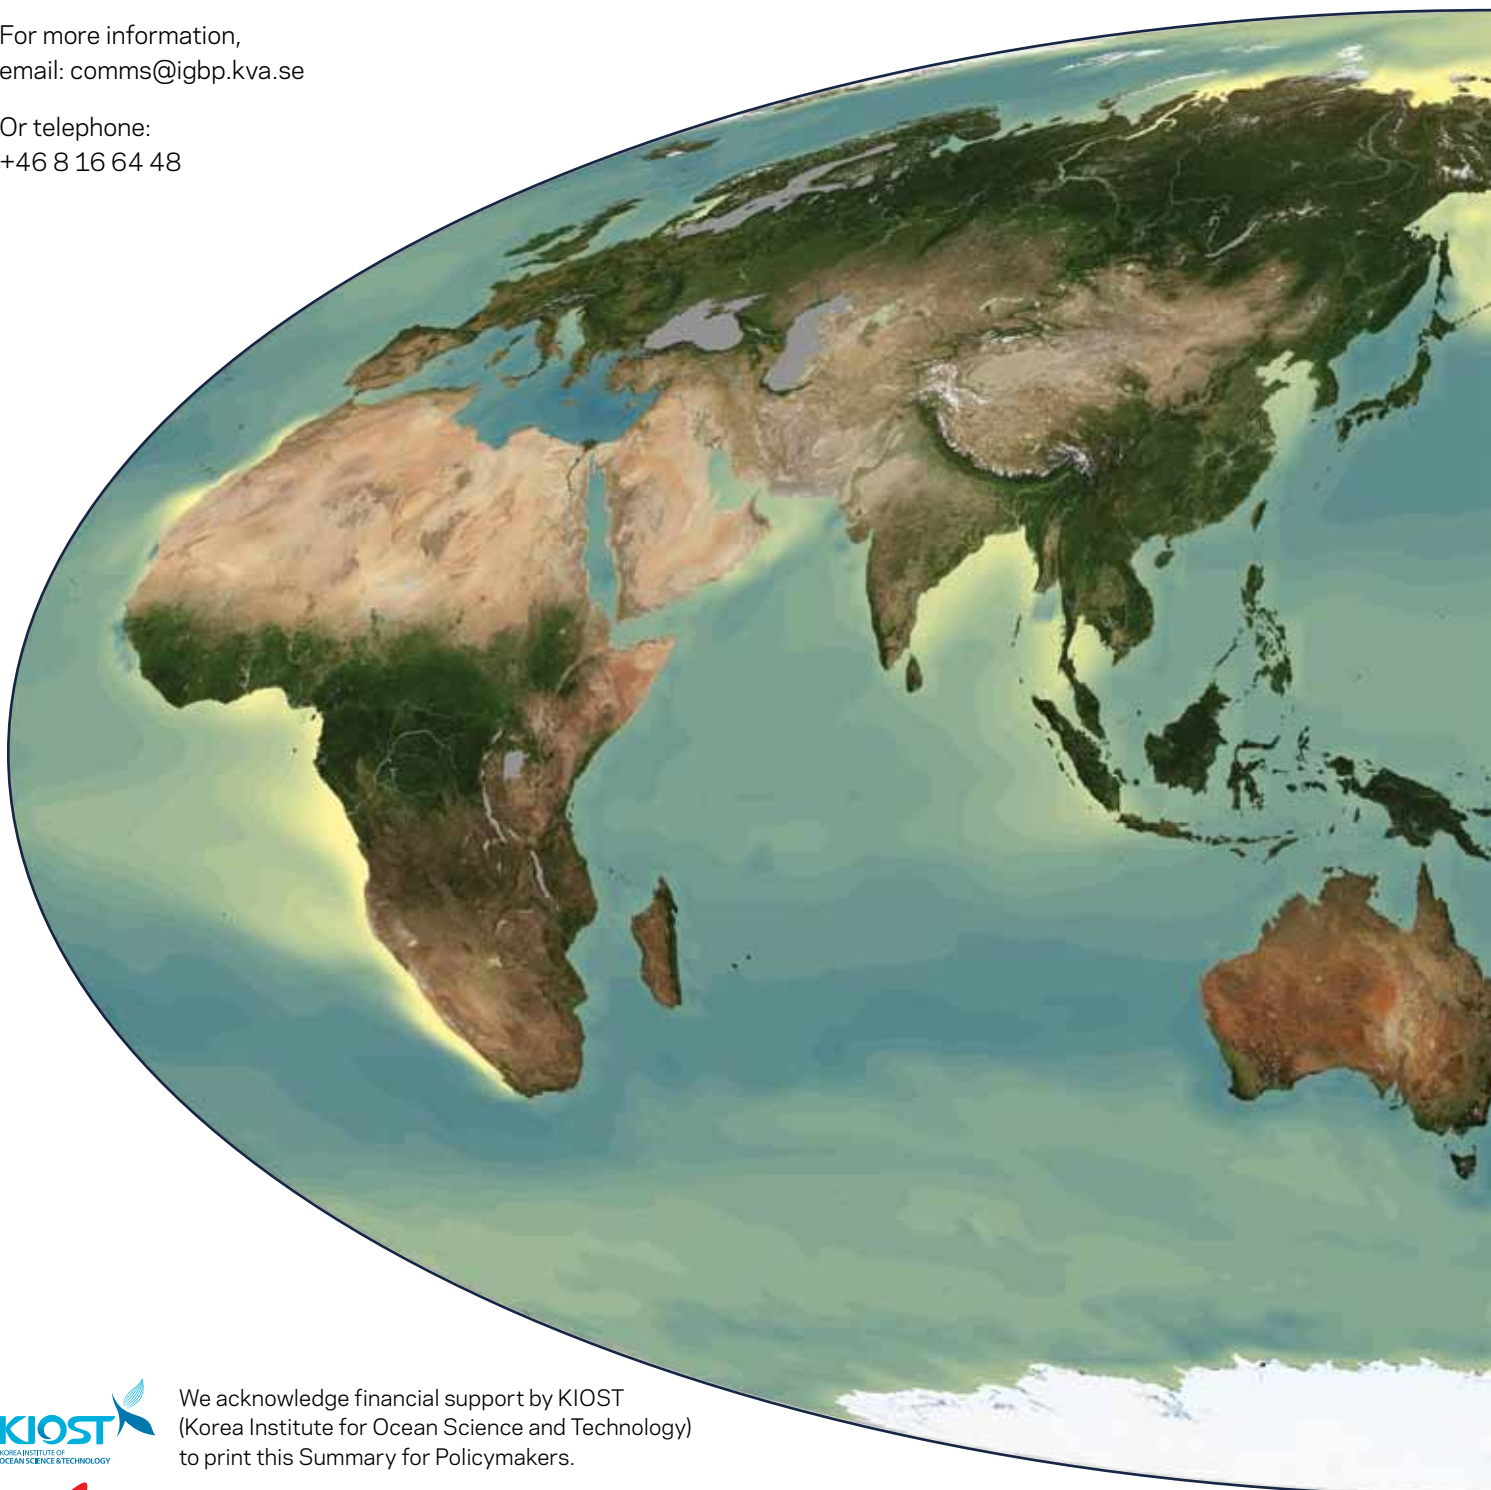 For more information,
email: comms@igbp.kva.se
Or telephone:
+46 8 16 64 48
KIOST
KOREA INSTITUTE OF
OCEAN SCIENCE & TECHNOLOGY
We acknowledge financial support by KIOST
(Korea Institute for Ocean Science and Technology)
to print this Summary for Policymakers.